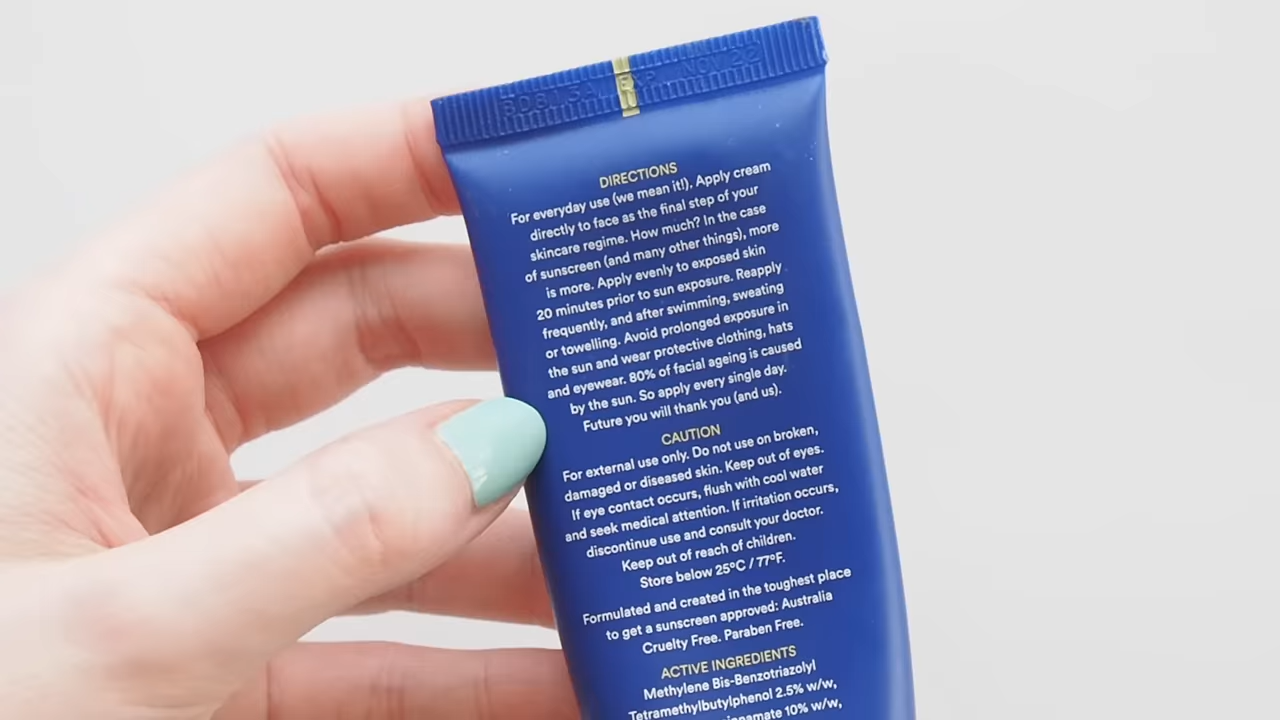 EXP NOV 22
DIRECTIONS
For everyday use (we mean it!). Apply cream
directly to face as the final step of your
skincare regime. How much? In the case
of sunscreen (and many other things), more
is more. Apply evenly to exposed skin
20 minutes prior to sun exposure. Reapply
frequently, and after swimming, sweating
or towelling. Avoid prolonged exposure in
the sun and wear protective clothing, hats
and eyewear. 80% of facial ageing is caused
by the sun. So apply every single day.
Future you will thank you (and us).
CAUTION
For external use only. Do not use on broken,
damaged or diseased skin. Keep out of eyes.
If eye contact occurs, flush with cool water
and seek medical attention. If irritation occurs,
discontinue use and consult your doctor.
Keep out of reach of children.
Store below 25°C / 77°F.
Formulated and created in the toughest place
to get a sunscreen approved: Australia
Cruelty Free. Paraben Free.
ACTIVE INGREDIENTS
Methylene Bis-Benzotriazolyl
Tetramethylbutylphenol 2.5% w/w,
10% w/w,